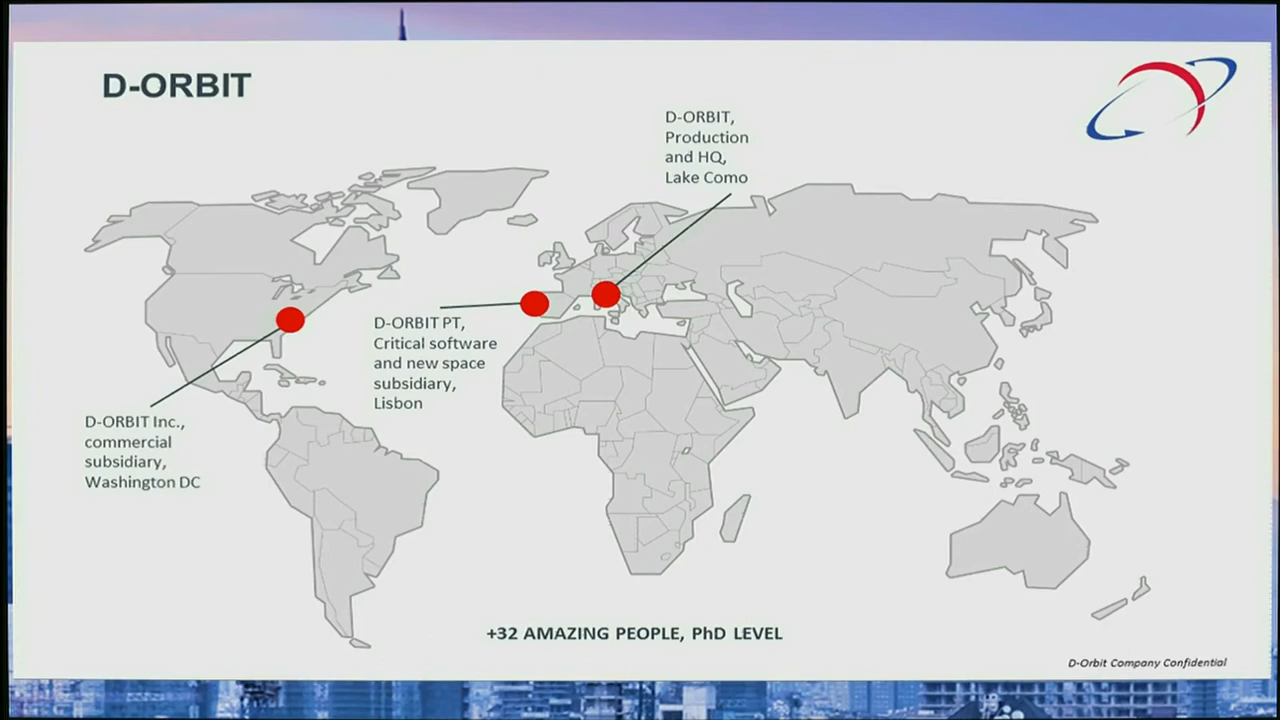 D-ORBIT
D-ORBIT,
Production
and HQ,
Lake Como
D-ORBIT PT,
Critical software
and new space
subsidiary,
Lisbon
D-ORBIT Inc.,
commercial
subsidiary,
Washington DC
+32 AMAZING PEOPLE, PhD LEVEL
D-Orbit Company Confidential